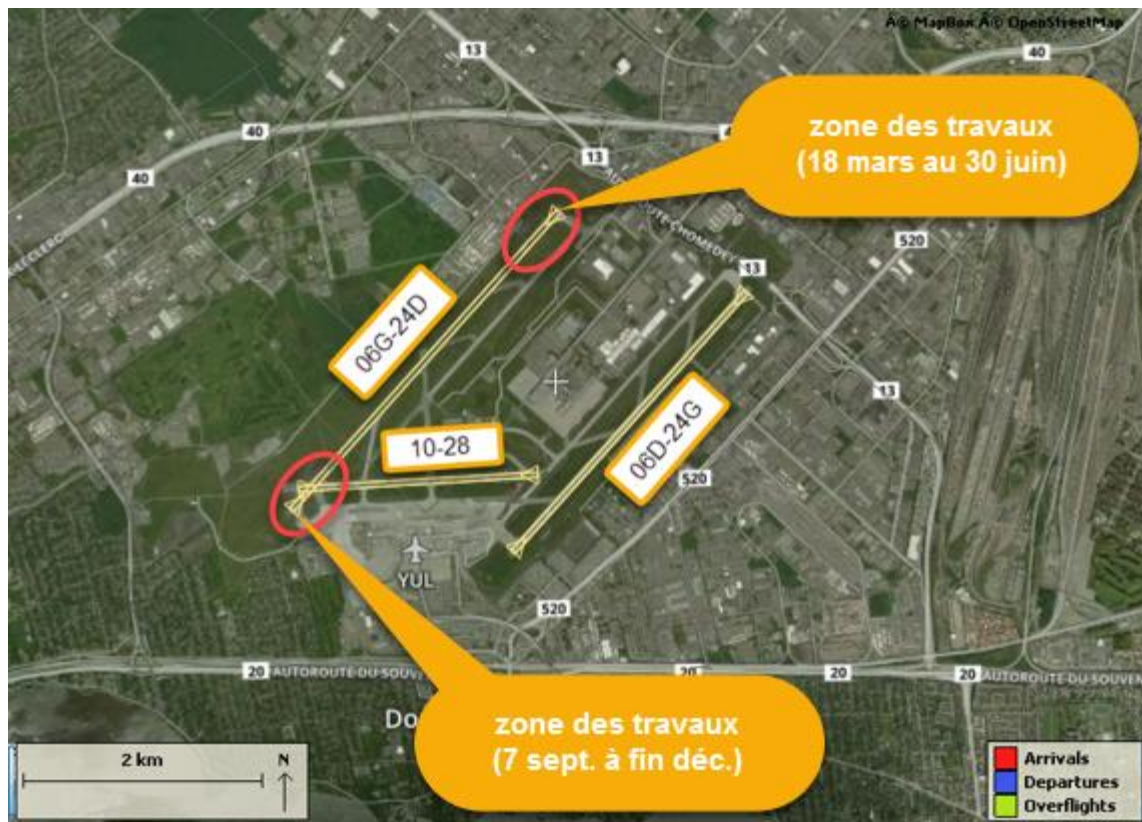 Â© MapBox Â© OpenStreetMap
13
40
zone des travaux
(18 mars au 30 juin)
40
13
40
520
13
06G-24D
13
10-28
06D-24G
520
YUL
520
20 AUTOROUTE DU
20
20
20
AUTOROUTE DU
zone des travaux
(7 sept. à fin déc.)
2 km
N
Arrivals
Departures
Overflights